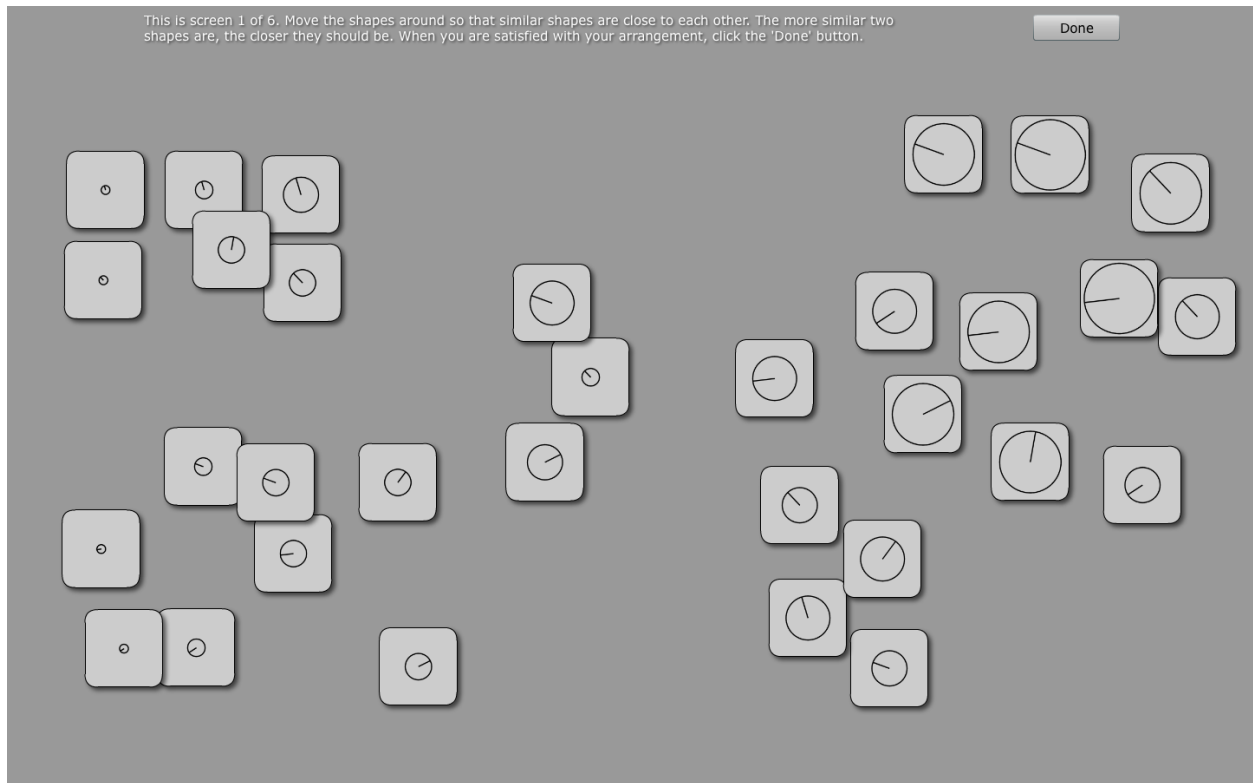 This is screen 1 of 6. Move the shapes around so that similar shapes are close to each other. The more similar two
shapes are, the closer they should be. When you are satisfied with your arrangement, click the 'Done' button.
Done